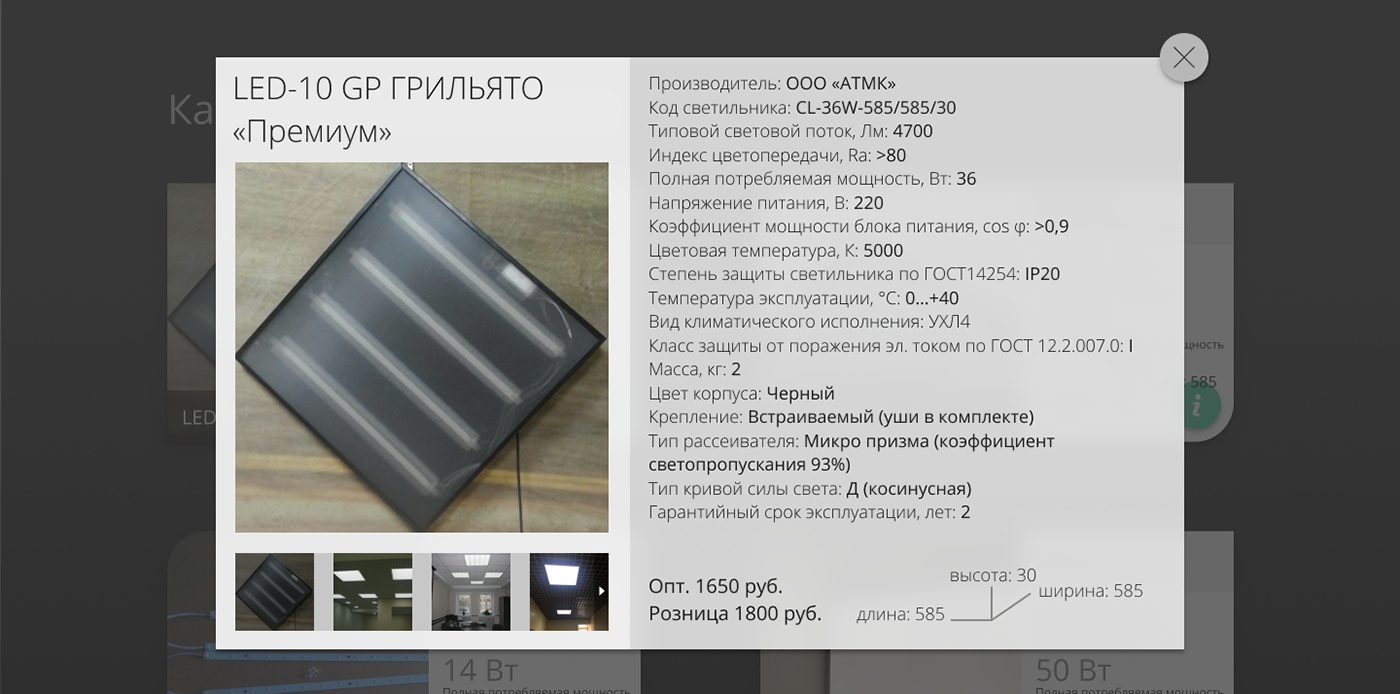 LED-10 GP ГРИЛЬЯТО
«Премиум»
Производитель: ООО «АТМК»
Код светильника: CL-36W-585/585/30
Типовой световой поток, Лм: 4700
Индекс цветопередачи, Ra: >80
Полная потребляемая мощность, Вт: 36
Напряжение питания, В: 220
Коэффициент мощности блока питания, cos φ: >0,9
Цветовая температура, К: 5000
Степень защиты светильника по ГОСТ14254: IP20
Температура эксплуатации, °С: 0...+40
Вид климатического исполнения: УХЛ4
Класс защиты от поражения эл. током по ГОСТ 12.2.007.0: I
Масса, кг: 2
Цвет корпуса: Черный
Крепление: Встраиваемый (уши в комплекте)
Тип рассеивателя: Микро призма (коэффициент
светопропускания 93%)
Тип кривой силы света: Д (косинусная)
Гарантийный срок эксплуатации, лет: 2
Опт. 1650 руб.
Розница 1800 руб.
высота: 30
ширина: 585
длина: 585
Ка
LED
щность
585
i
14 Вт
Полная потребляемая мощность
50 Вт
Полная потребляемая мощность